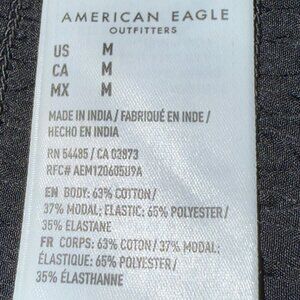 AMERICAN EAGLE
OUTFITTERS
US M
CA M
MX M
MADE IN INDIA / FABRIQUÉ EN INDE /
HECHO EN INDIA
RN 54485 / CA 03973
RFC# AEM120605U9A
EN BODY: 63% COTTON /
37% MODAL; ELASTIC: 65% POLYESTER /
35% ELASTANE
FR CORPS: 63% COTON / 37% MODAL;
ÉLASTIQUE: 65% POLYESTER /
35% ÉLASTHANNE